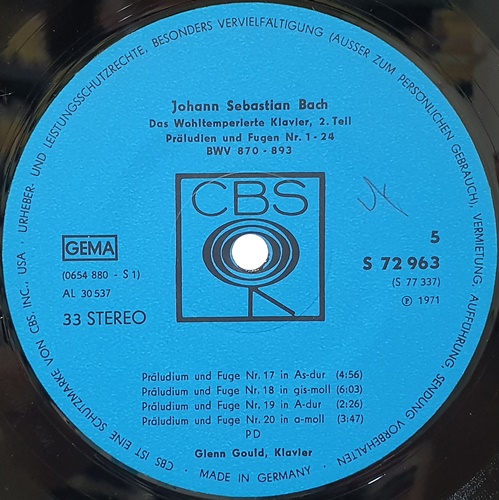 Johann Sebastian Bach
Das Wohltemperierte Klavier, 2. Teil
Präludien und Fugen Nr. 1 - 24
BWV 870 - 893
CBS
GEMA
(0654 880 - S 1)
AL 30 537
33 STEREO
5
S 72 963
(S 77 337)
Ⓟ 1971
Präludium und Fuge Nr. 17 in As-dur (4:56)
Präludium und Fuge Nr. 18 in gis-moll (6:03)
Präludium und Fuge Nr. 19 in A-dur (2:26)
Präludium und Fuge Nr. 20 in a-moll (3:47)
PD
Glenn Gould, Klavier
CBS IST EINE SCHUTZMARKE VON CBS, INC., USA · URHEBER- UND LEISTUNGSSCHUTZRECHTE, BESONDERS VERVIELFÄLTIGUNG (AUSSER ZUM PERSÖNLICHEN GEBRAUCH), VERMIETUNG, AUFFÜHRUNG, SENDUNG VORBEHALTEN
· MADE IN GERMANY ·